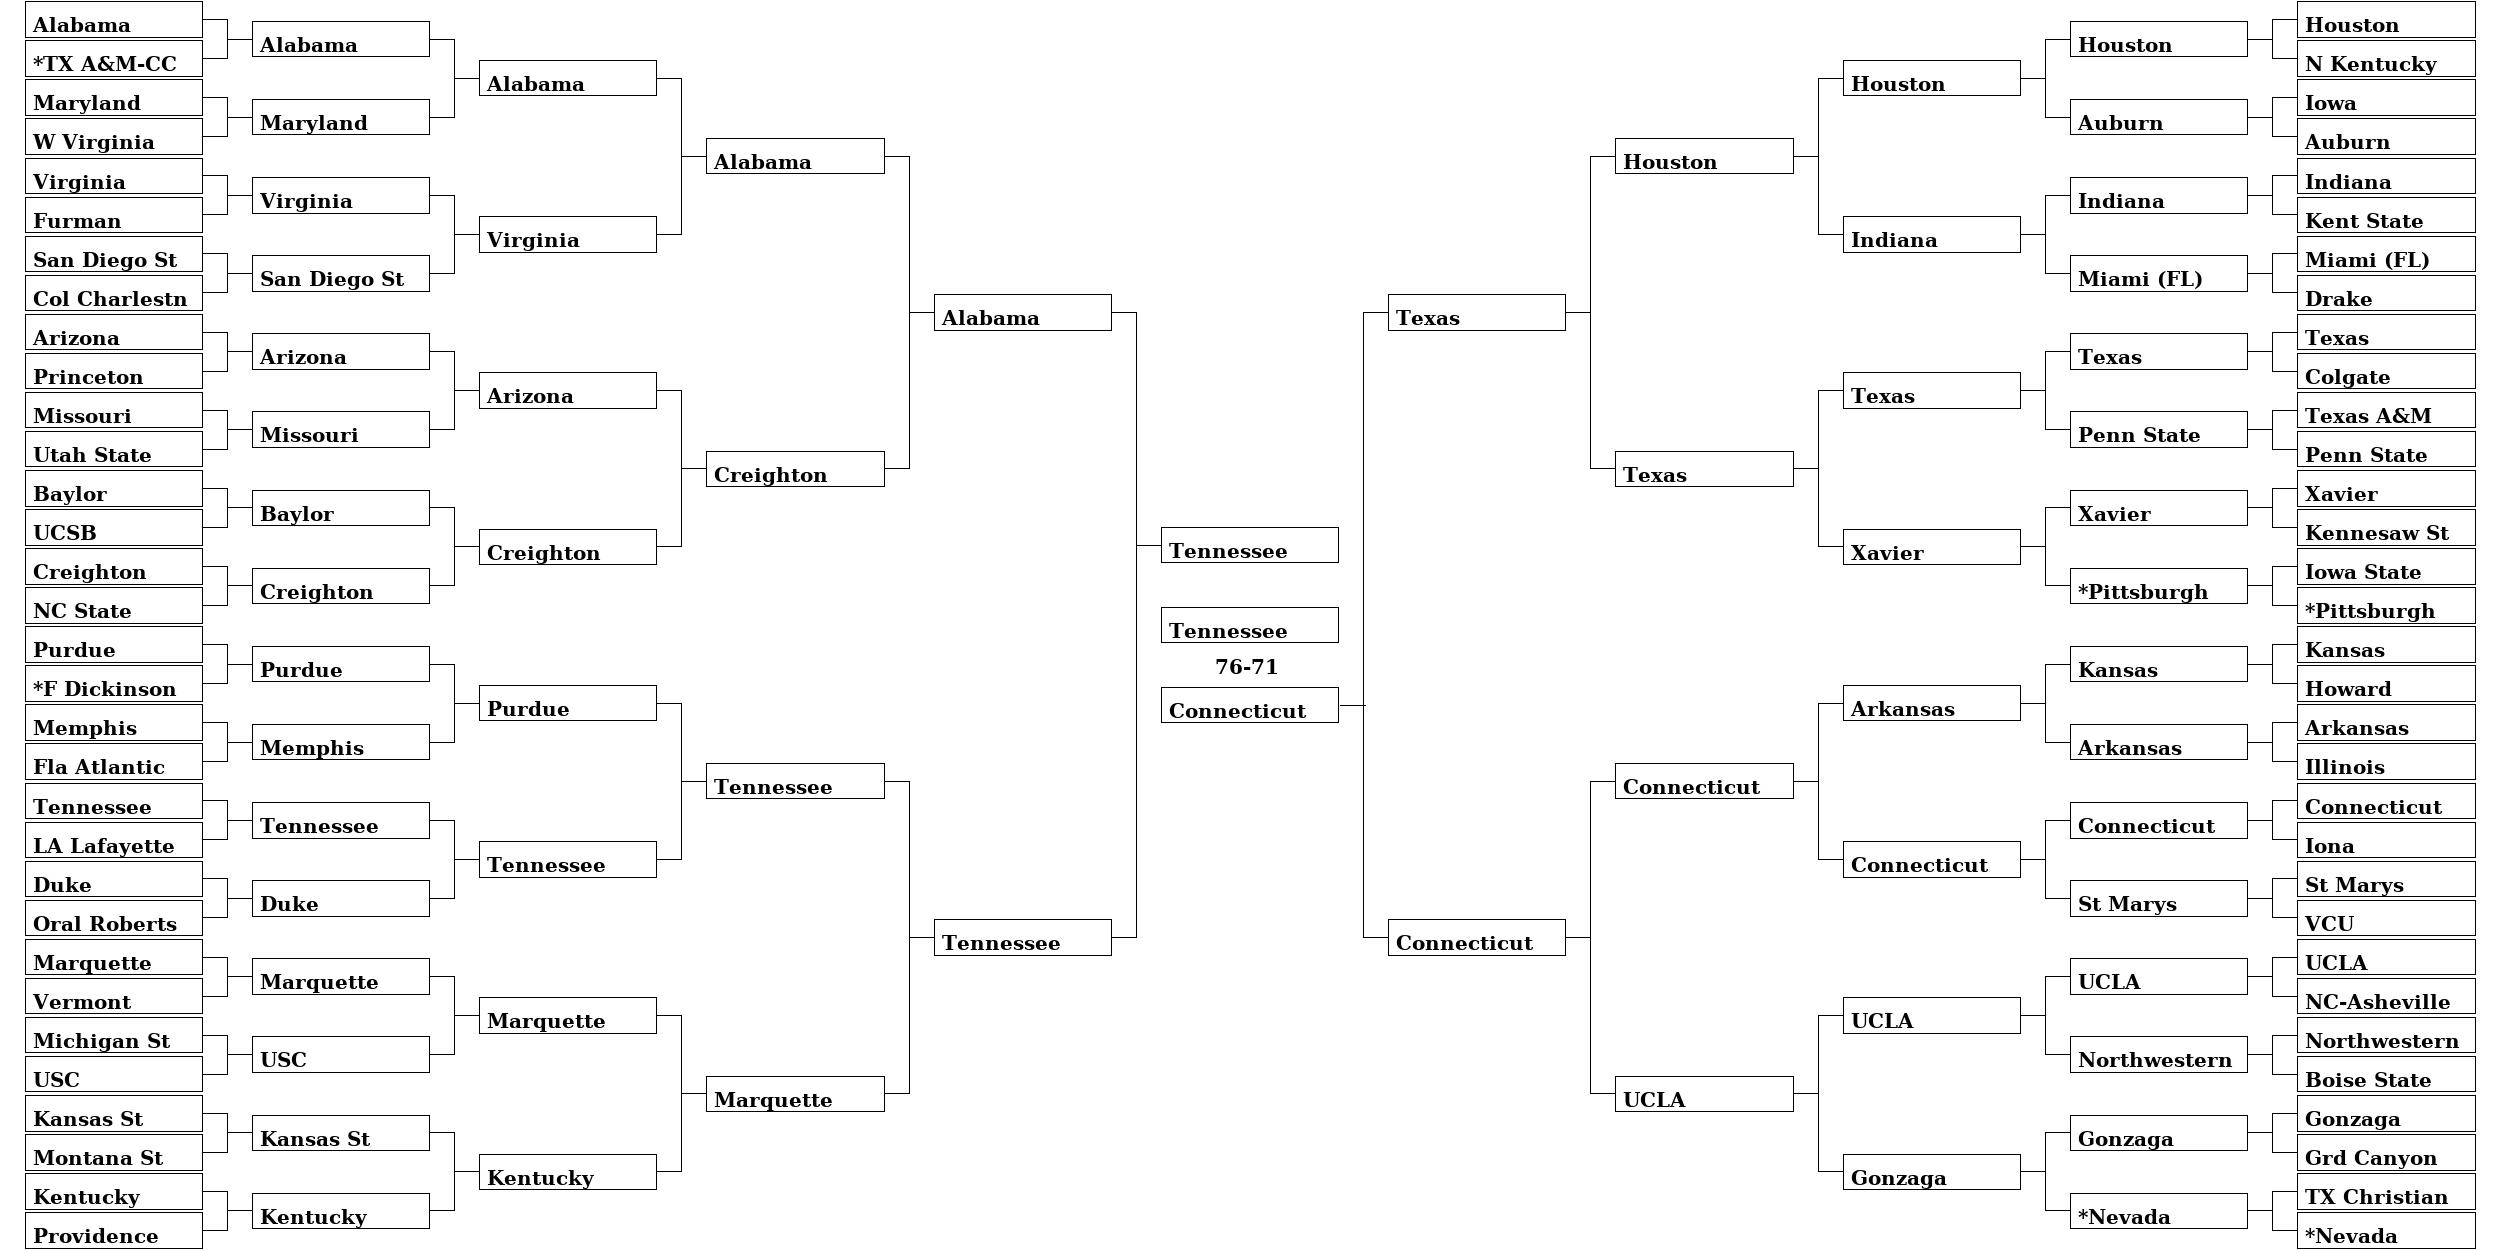 Alabama
*TX A&M-CC
Maryland
W Virginia
Virginia
Furman
San Diego St
Col Charlestn
Arizona
Princeton
Missouri
Utah State
Baylor
UCSB
Creighton
NC State
Purdue
*F Dickinson
Memphis
Fla Atlantic
Tennessee
LA Lafayette
Duke
Oral Roberts
Marquette
Vermont
Michigan St
USC
Kansas St
Montana St
Kentucky
Providence
Alabama
Maryland
Virginia
San Diego St
Arizona
Missouri
Baylor
Creighton
Purdue
Memphis
Tennessee
Duke
Marquette
USC
Kansas St
Kentucky
Alabama
Virginia
Arizona
Creighton
Purdue
Tennessee
Marquette
Kentucky
Alabama
Creighton
Tennessee
Marquette
Alabama
Tennessee
Tennessee
Tennessee
76-71
Connecticut
Texas
Connecticut
Houston
Texas
Connecticut
UCLA
Houston
Indiana
Texas
Xavier
Arkansas
Connecticut
UCLA
Gonzaga
Houston
Auburn
Indiana
Miami (FL)
Texas
Penn State
Xavier
*Pittsburgh
Kansas
Arkansas
Connecticut
St Marys
UCLA
Northwestern
Gonzaga
*Nevada
Houston
N Kentucky
Iowa
Auburn
Indiana
Kent State
Miami (FL)
Drake
Texas
Colgate
Texas A&M
Penn State
Xavier
Kennesaw St
Iowa State
*Pittsburgh
Kansas
Howard
Arkansas
Illinois
Connecticut
Iona
St Marys
VCU
UCLA
NC-Asheville
Northwestern
Boise State
Gonzaga
Grd Canyon
TX Christian
*Nevada